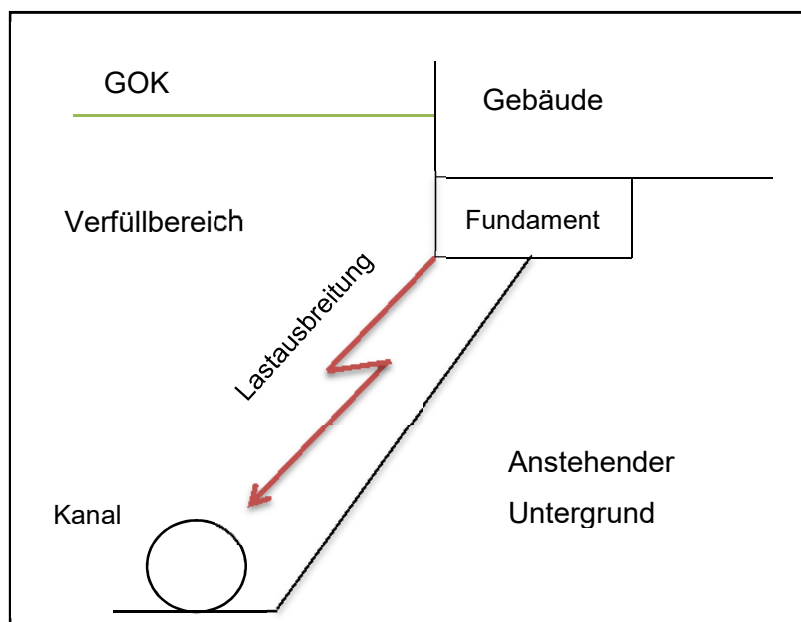 GOK
Gebäude
Verfüllbereich
Fundament
Lastausbreitung
Anstehender
Untergrund
Kanal